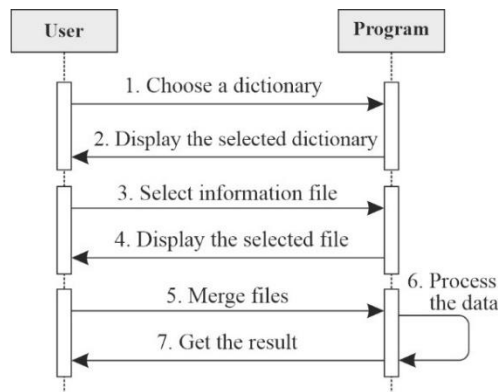 User
Program
1. Choose a dictionary
2. Display the selected dictionary
3. Select information file
4. Display the selected file
5. Merge files
6. Process
the data
7. Get the result